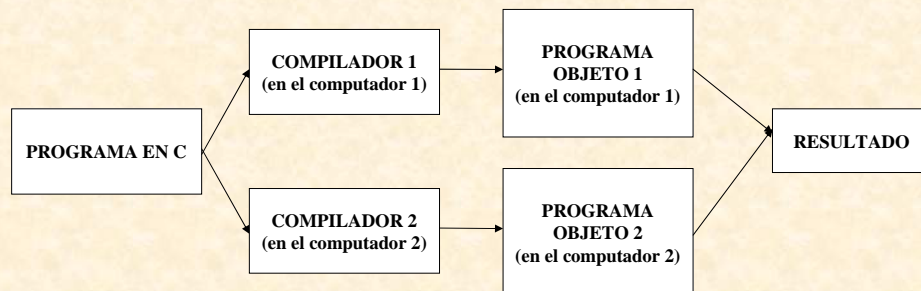 PROGRAMA EN C
COMPILADOR 1
(en el computador 1)
PROGRAMA
OBJETO 1
(en el computador 1)
COMPILADOR 2
(en el computador 2)
PROGRAMA
OBJETO 2
(en el computador 2)
RESULTADO